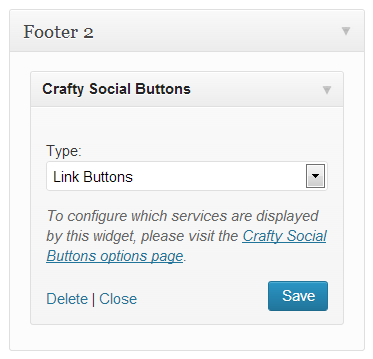 Footer 2
Crafty Social Buttons
Type:
Link Buttons
To configure which services are displayed
by this widget, please visit the Crafty Social
Buttons options page.
Delete | Close
Save